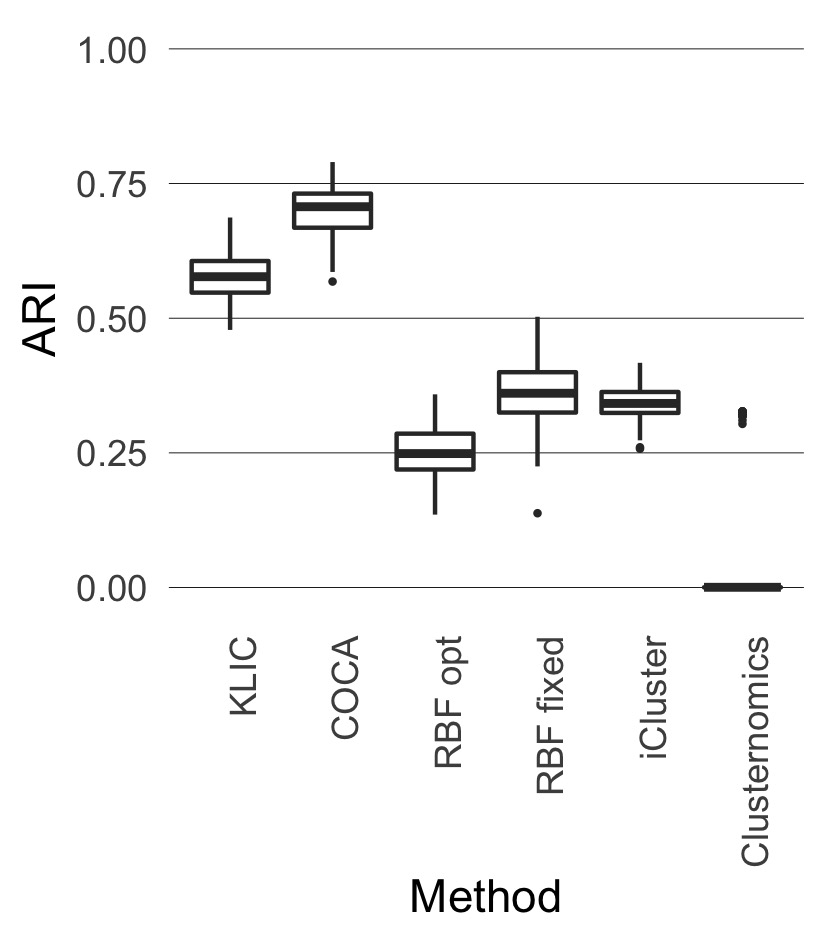 1.00
0.75
0.50
0.25
0.00
ARI
KLIC
COCA
RBF opt
RBF fixed
iCluster
Clusternomics
Method